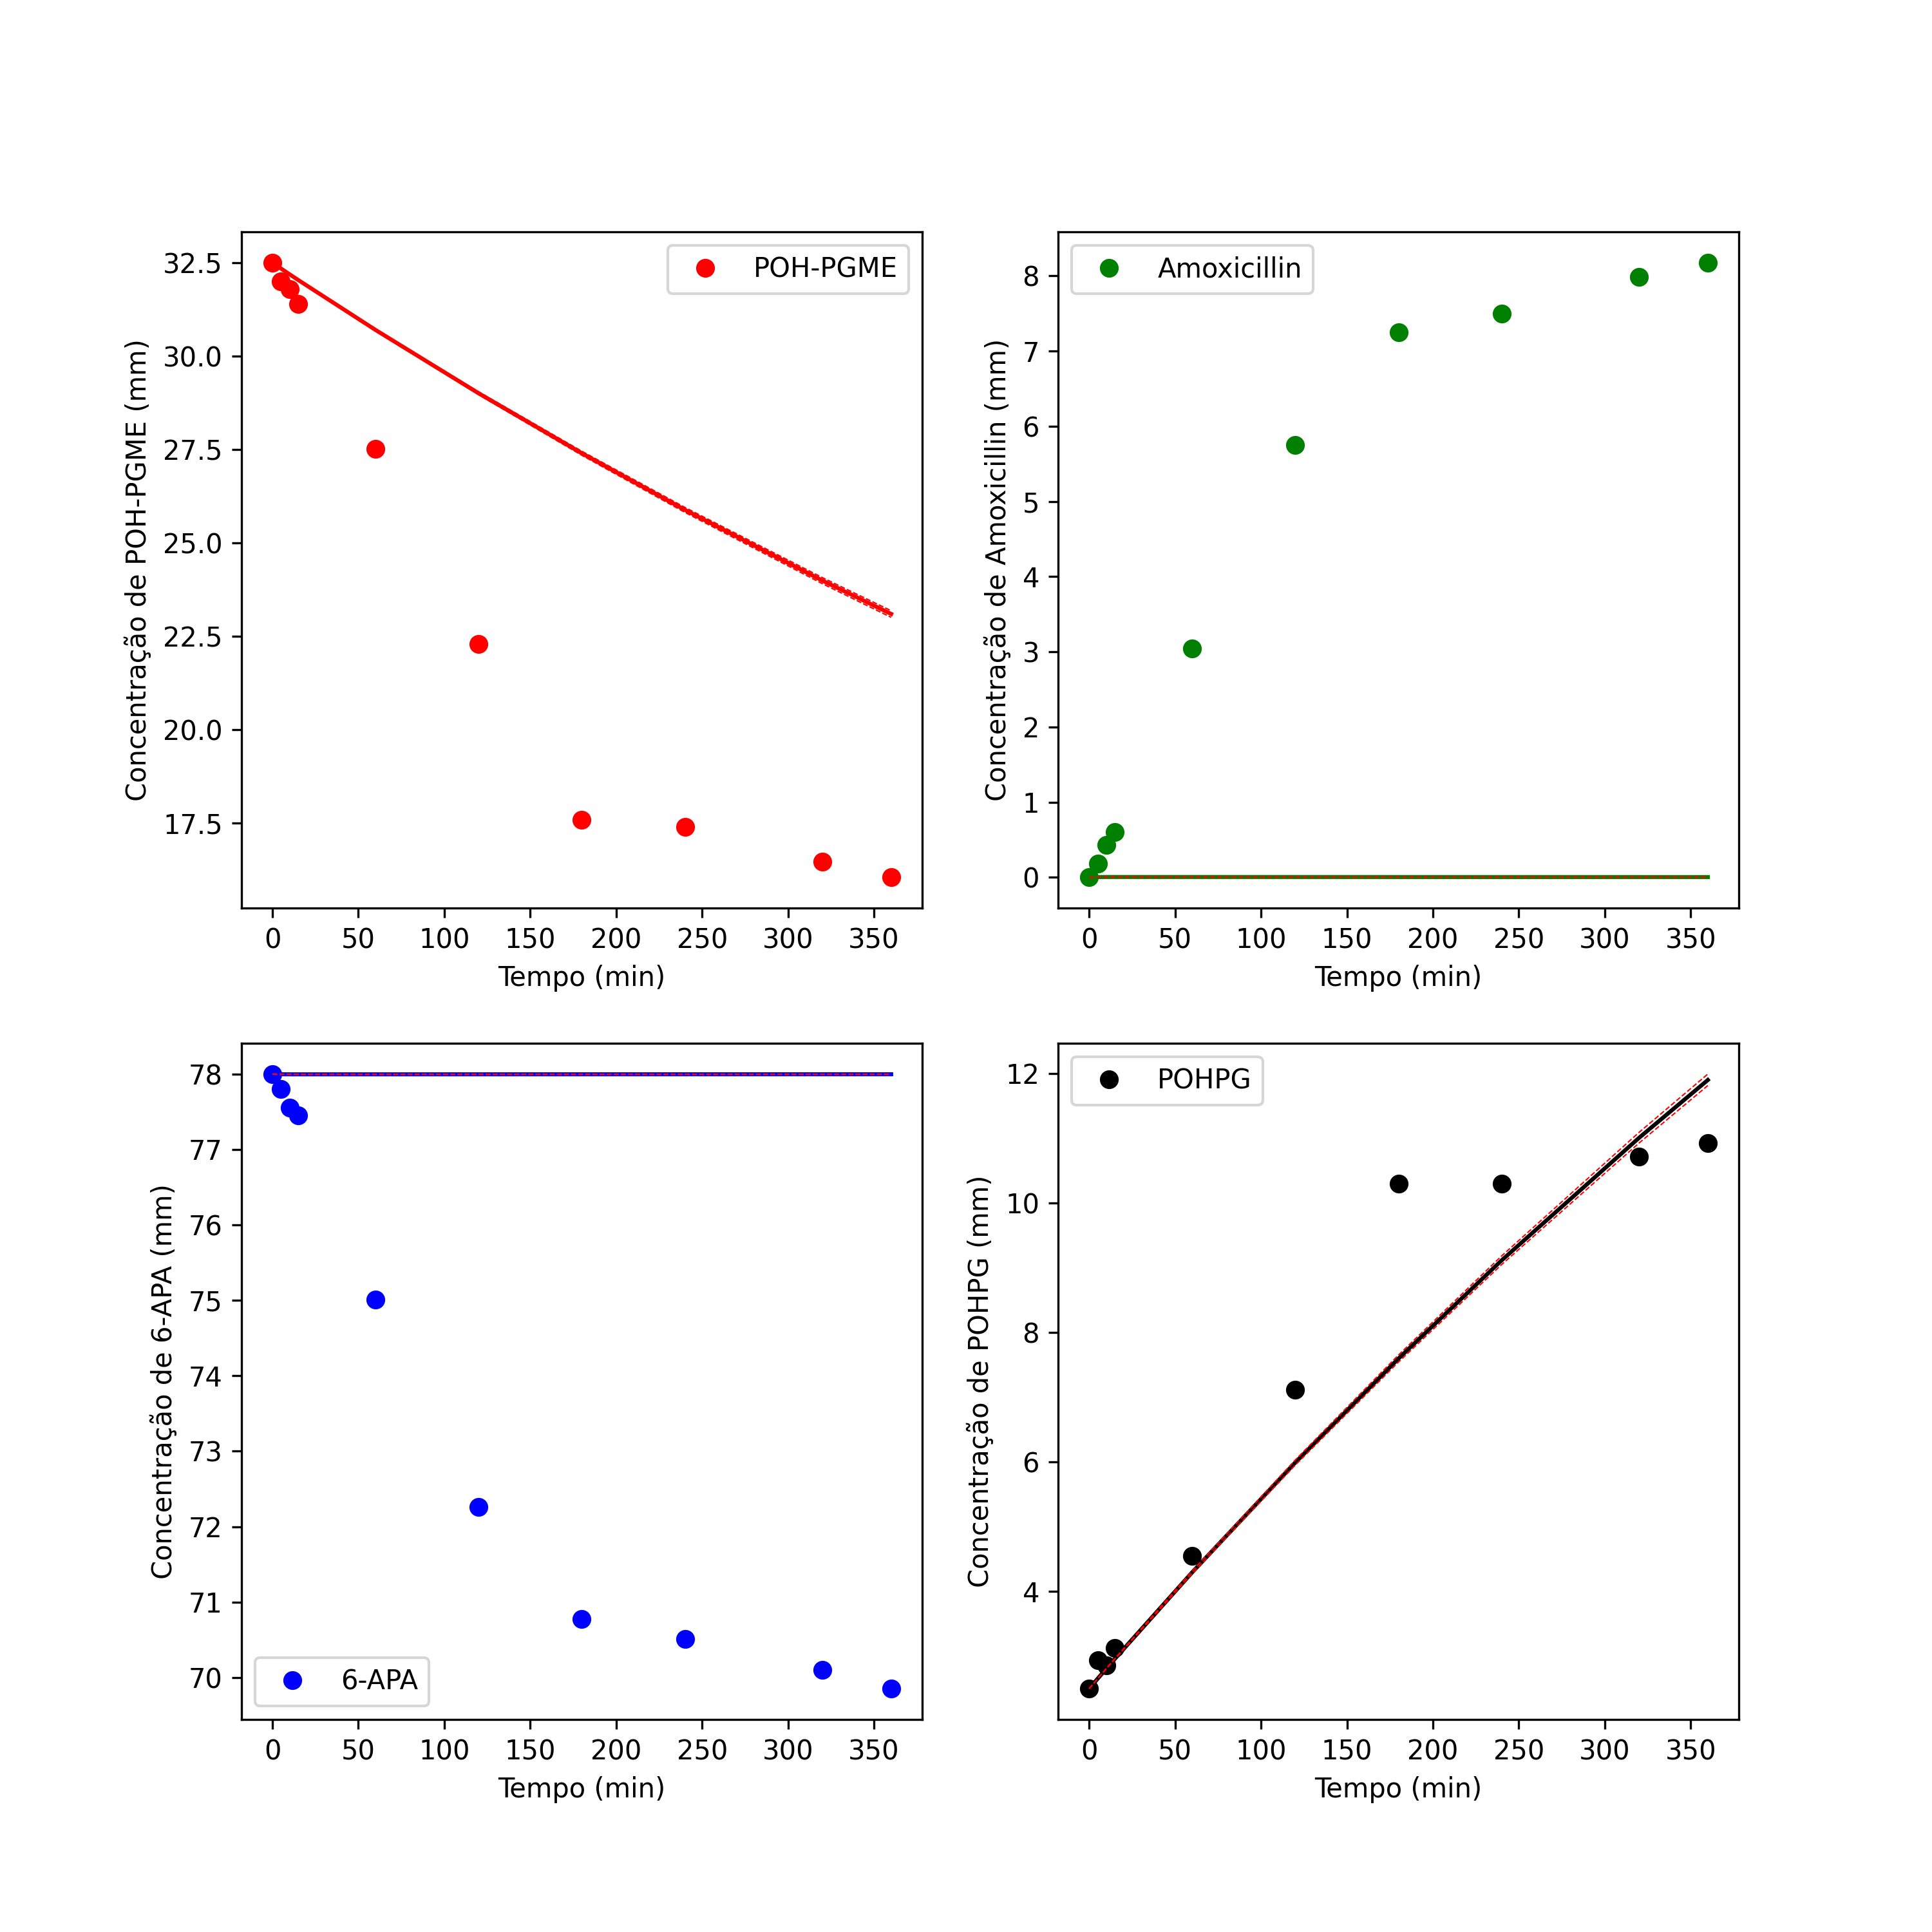 POH-PGME
Concentração de POH-PGME (mm)
32.5
30.0
27.5
25.0
22.5
20.0
17.5
0 50 100 150 200 250 300 350
Tempo (min)
Amoxicillin
Concentração de Amoxicillin (mm)
8
7
6
5
4
3
2
1
0
0 50 100 150 200 250 300 350
Tempo (min)
6-APA
Concentração de 6-APA (mm)
78
77
76
75
74
73
72
71
70
0 50 100 150 200 250 300 350
Tempo (min)
POHPG
Concentração de POHPG (mm)
12
10
8
6
4
0 50 100 150 200 250 300 350
Tempo (min)